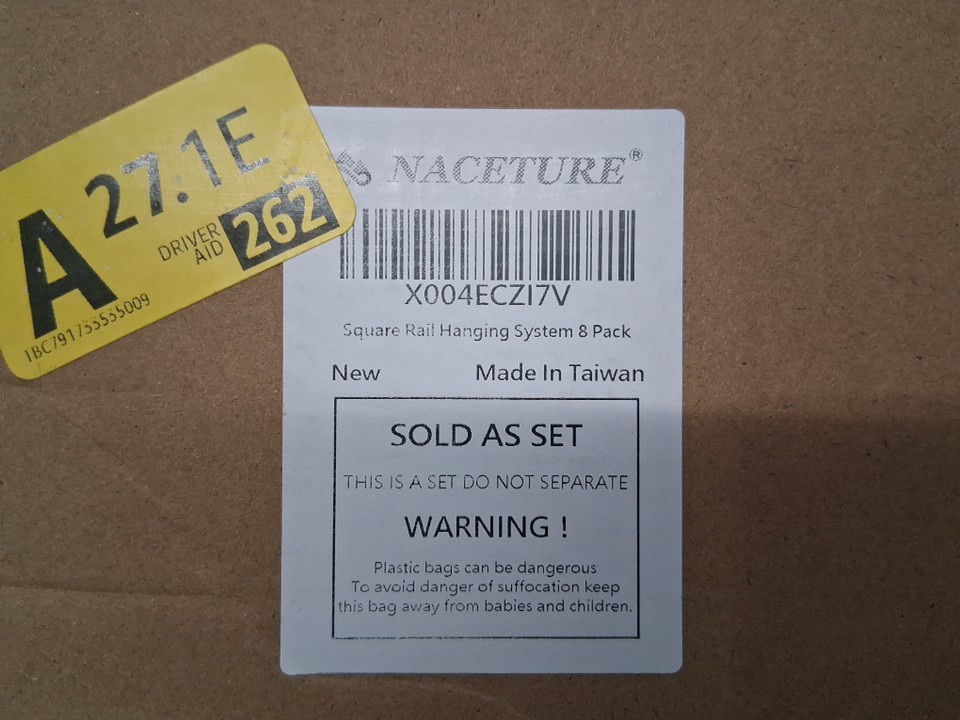 A 27.1E
DRIVER
AID 262
NACETURE®
X004ECZI7V
Square Rail Hanging System 8 Pack
New Made In Taiwan
SOLD AS SET
THIS IS A SET DO NOT SEPARATE
WARNING !
Plastic bags can be dangerous
To avoid danger of suffocation keep
this bag away from babies and children.